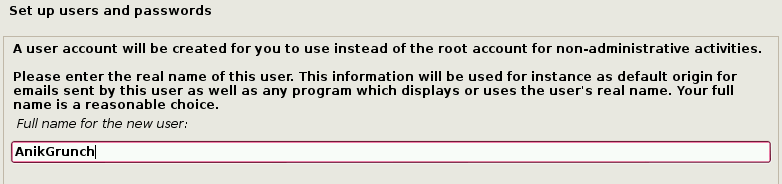 Set up users and passwords
A user account will be created for you to use instead of the root account for non-administrative activities.
Please enter the real name of this user. This information will be used for instance as default origin for
emails sent by this user as well as any program which displays or uses the user's real name. Your full
name is a reasonable choice.
Full name for the new user:
AnikGrunch